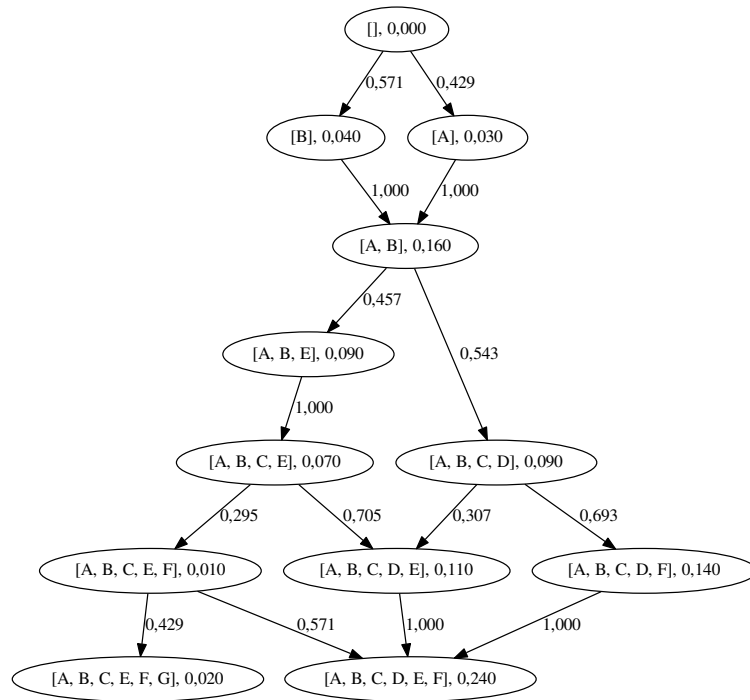 [], 0,000
0,571
0,429
[B], 0,040
[A], 0,030
1,000
1,000
[A, B], 0,160
0,457
[A, B, E], 0,090
0,543
1,000
[A, B, C, E], 0,070
[A, B, C, D], 0,090
0,295
0,705
0,307
0,693
[A, B, C, E, F], 0,010
[A, B, C, D, E], 0,110
[A, B, C, D, F], 0,140
0,429
0,571
1,000
1,000
[A, B, C, E, F, G], 0,020
[A, B, C, D, E, F], 0,240